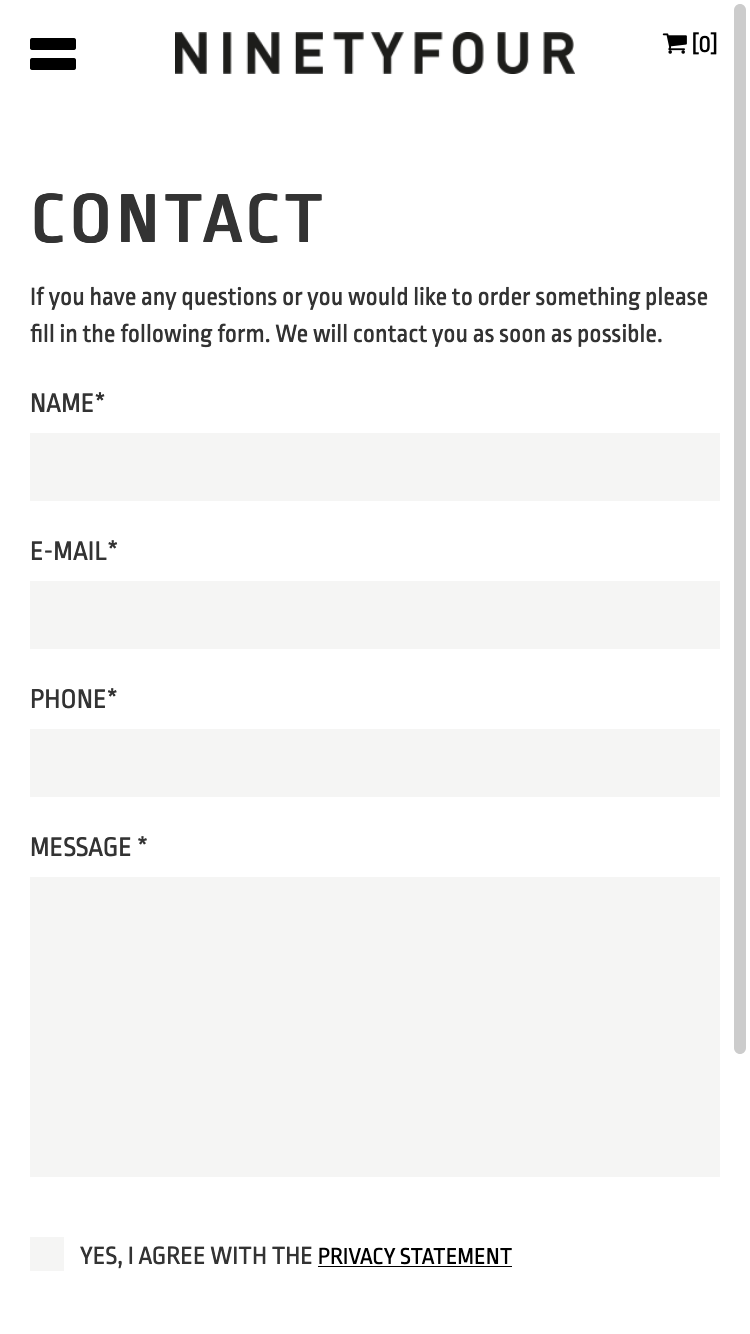 NINETYFOUR
[0]
CONTACT
If you have any questions or you would like to order something please
fill in the following form. We will contact you as soon as possible.
NAME*
E-MAIL*
PHONE*
MESSAGE *
YES, I AGREE WITH THE PRIVACY STATEMENT